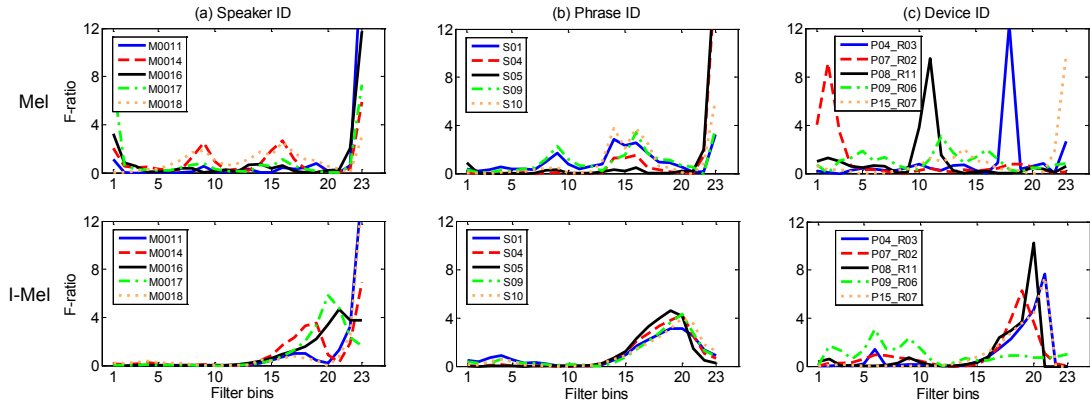 (a) Speaker ID
(b) Phrase ID
(c) Device ID
Mel
F-ratio
12
8
4
0
M0011
M0014
M0016
M0017
M0018
1
5
10
15
20
23
12
8
4
0
S01
S04
S05
S09
S10
1
5
10
15
20
23
12
8
4
0
P04_R03
P07_R02
P08_R11
P09_R06
P15_R07
1
5
10
15
20
23
I-Mel
F-ratio
12
8
4
0
M0011
M0014
M0016
M0017
M0018
1
5
10
15
20
23
Filter bins
12
8
4
0
S01
S04
S05
S09
S10
1
5
10
15
20
23
Filter bins
12
8
4
0
P04_R03
P07_R02
P08_R11
P09_R06
P15_R07
1
5
10
15
20
23
Filter bins